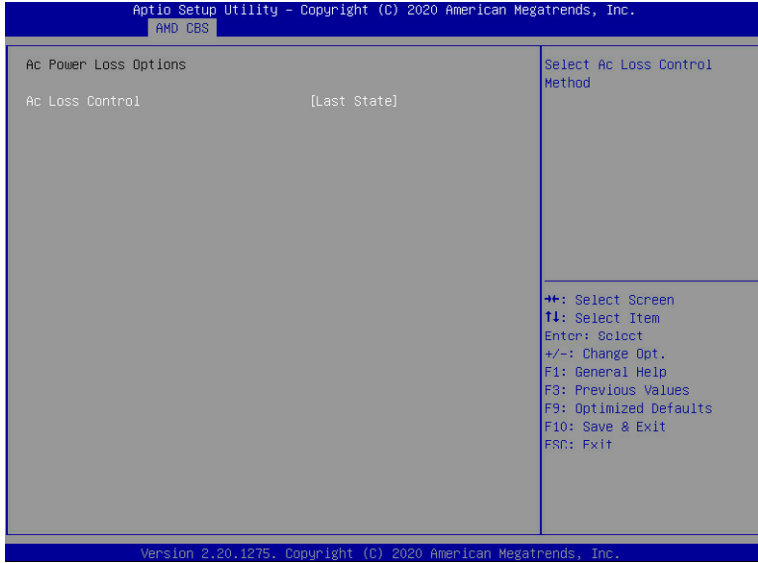 Aptio Setup Utility – Copyright (C) 2020 American Megatrends, Inc.
AMD CBS
Ac Power Loss Options
Ac Loss Control [Last State]
Select Ac Loss Control
Method
→←: Select Screen
↑↓: Select Item
Enter: Select
+/-: Change Opt.
F1: General Help
F3: Previous Values
F9: Optimized Defaults
F10: Save & Exit
ESC: Exit
Version 2.20.1275. Copyright (C) 2020 American Megatrends, Inc.